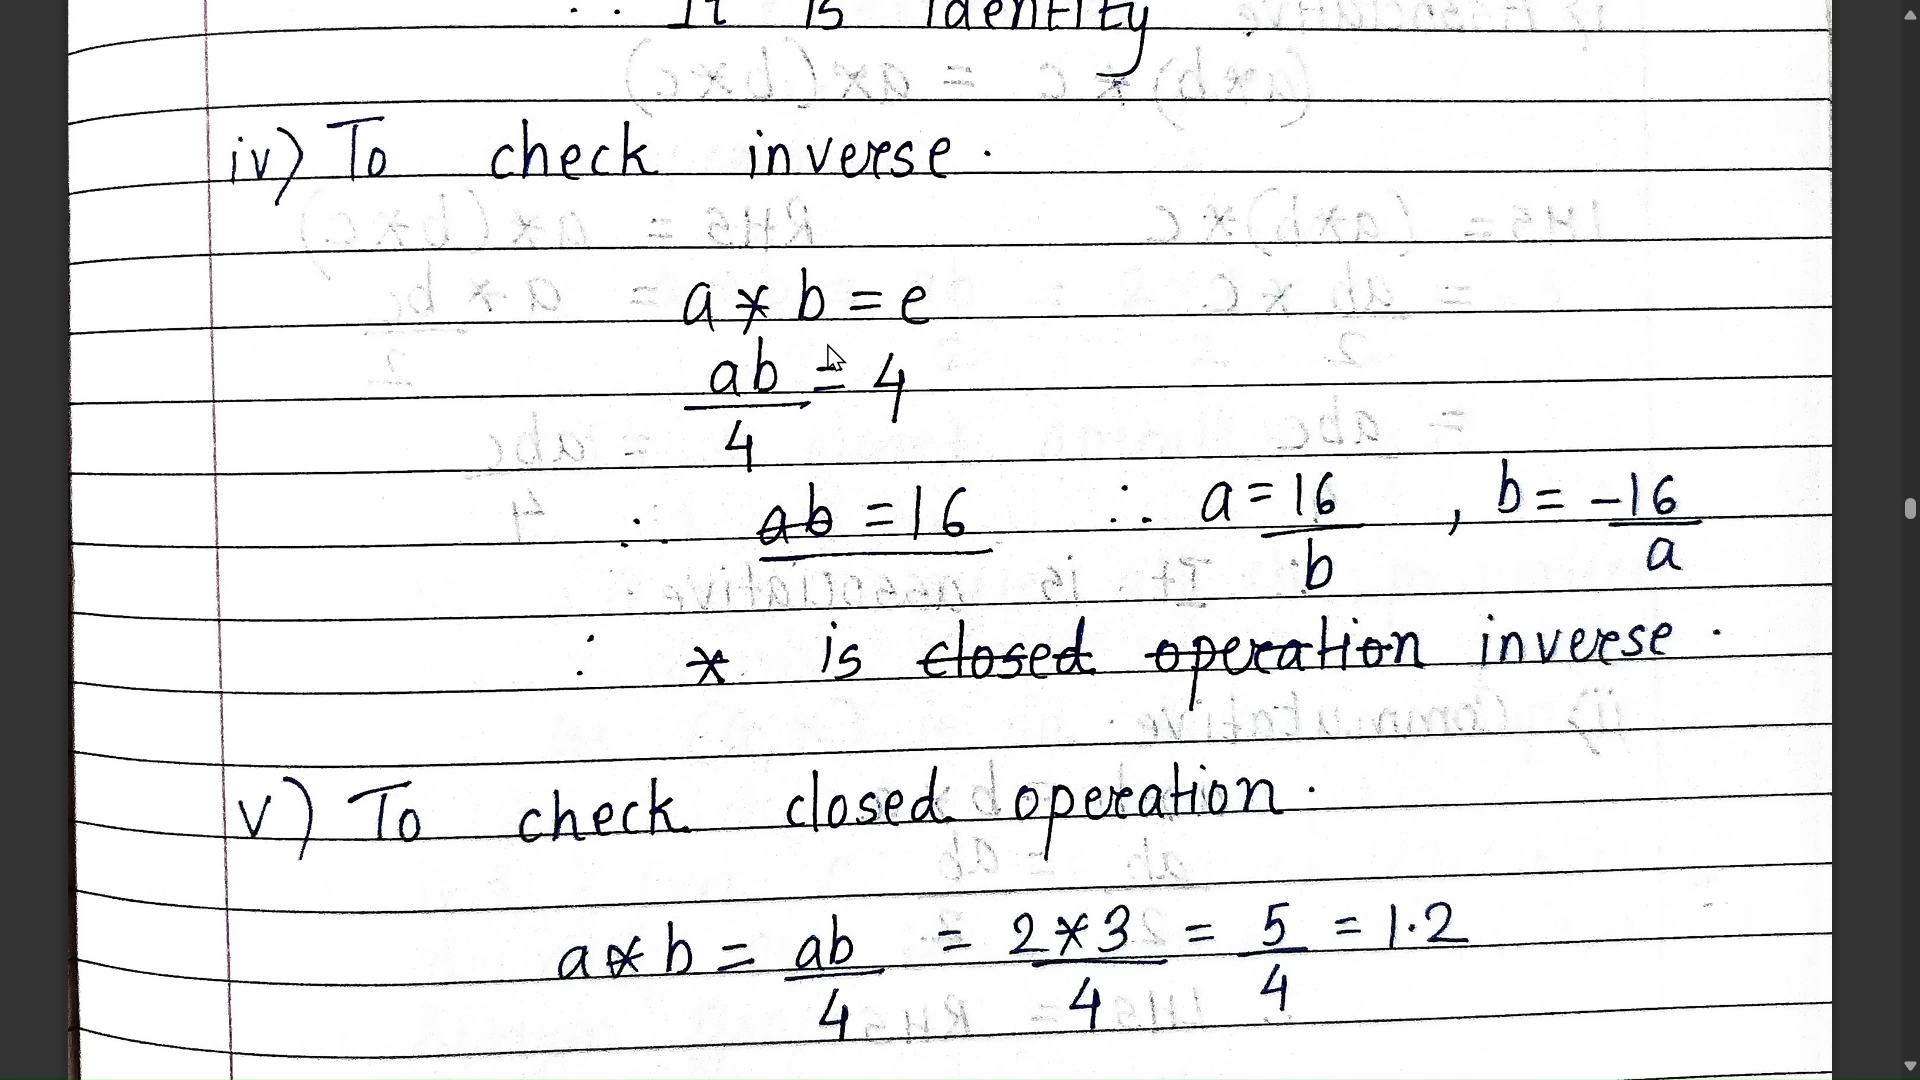 ∴ It is identity
iv) To check inverse.
a * b = e
ab/4 = 4
∴ ab = 16 ∴ a = 16/b , b = -16/a
∴ * is closed operation inverse.
v) To check closed operation.
a * b = ab/4 = 2*3/4 = 5/4 = 1.2